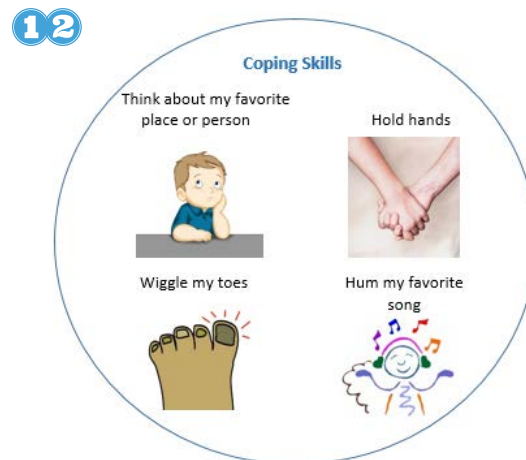 12
Coping Skills
Think about my favorite
place or person
Hold hands
Wiggle my toes
Hum my favorite
song